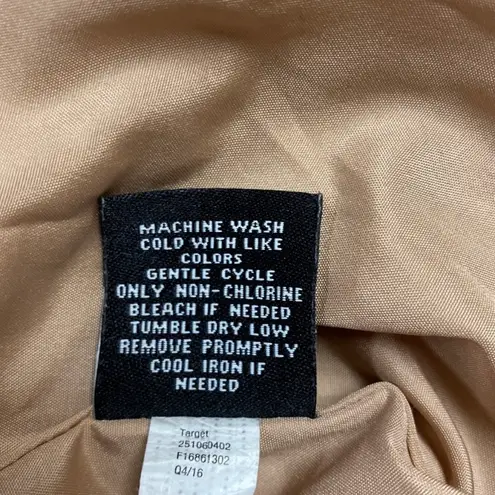 MACHINE WASH
COLD WITH LIKE
COLORS
GENTLE CYCLE
ONLY NON-CHLORINE
BLEACH IF NEEDED
TUMBLE DRY LOW
REMOVE PROMPTLY
COOL IRON IF
NEEDED
Target
251060402
F16861302
Q4/16